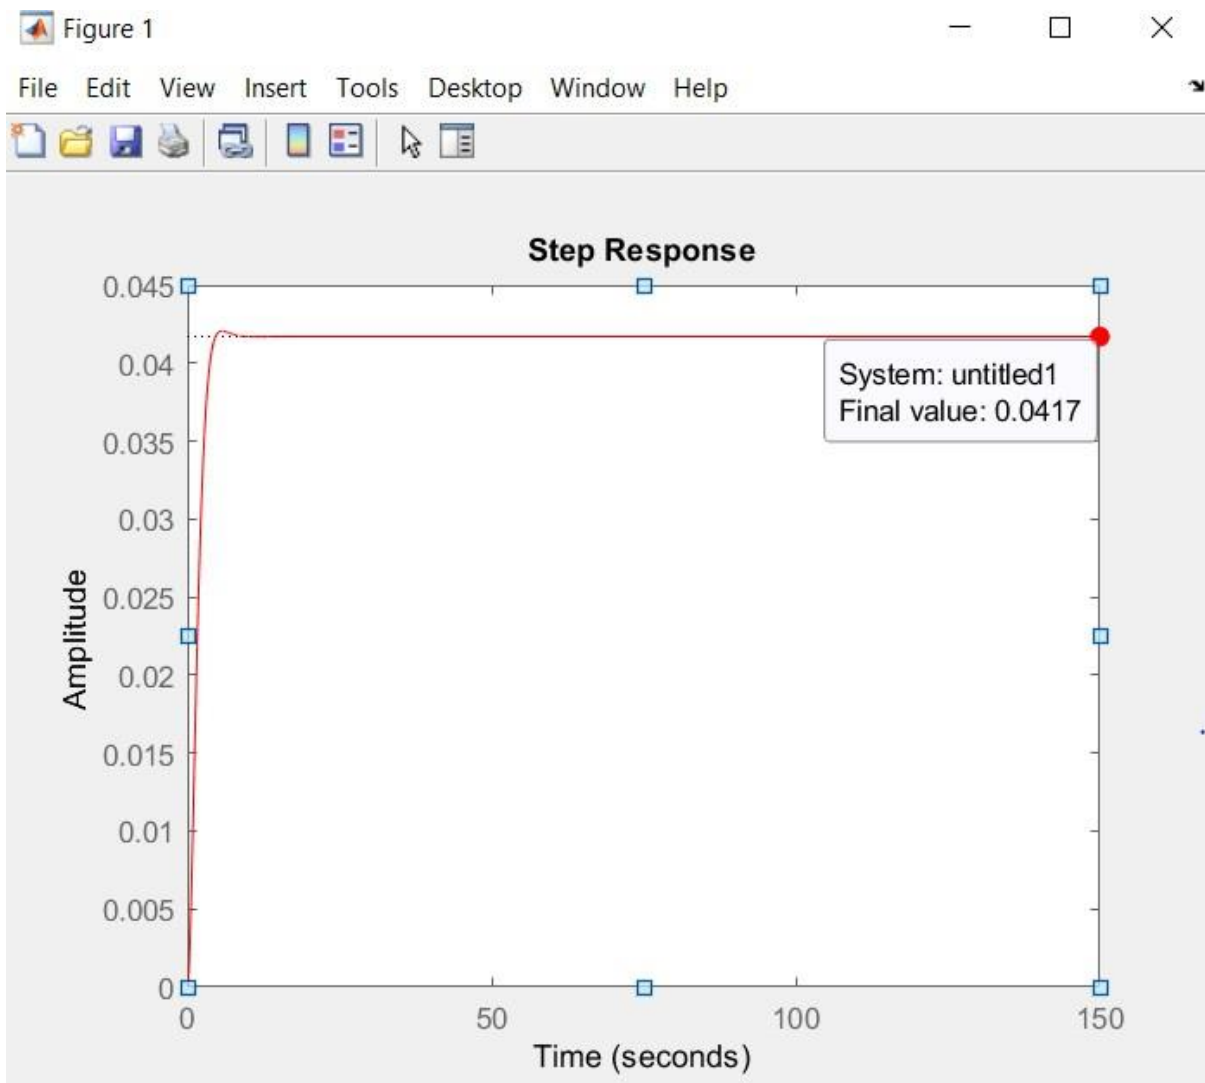 Figure 1
File Edit View Insert Tools Desktop Window Help
Step Response
0.045
0.04
0.035
0.03
0.025
0.02
0.015
0.01
0.005
0
Amplitude
System: untitled1
Final value: 0.0417
0 50 100 150
Time (seconds)